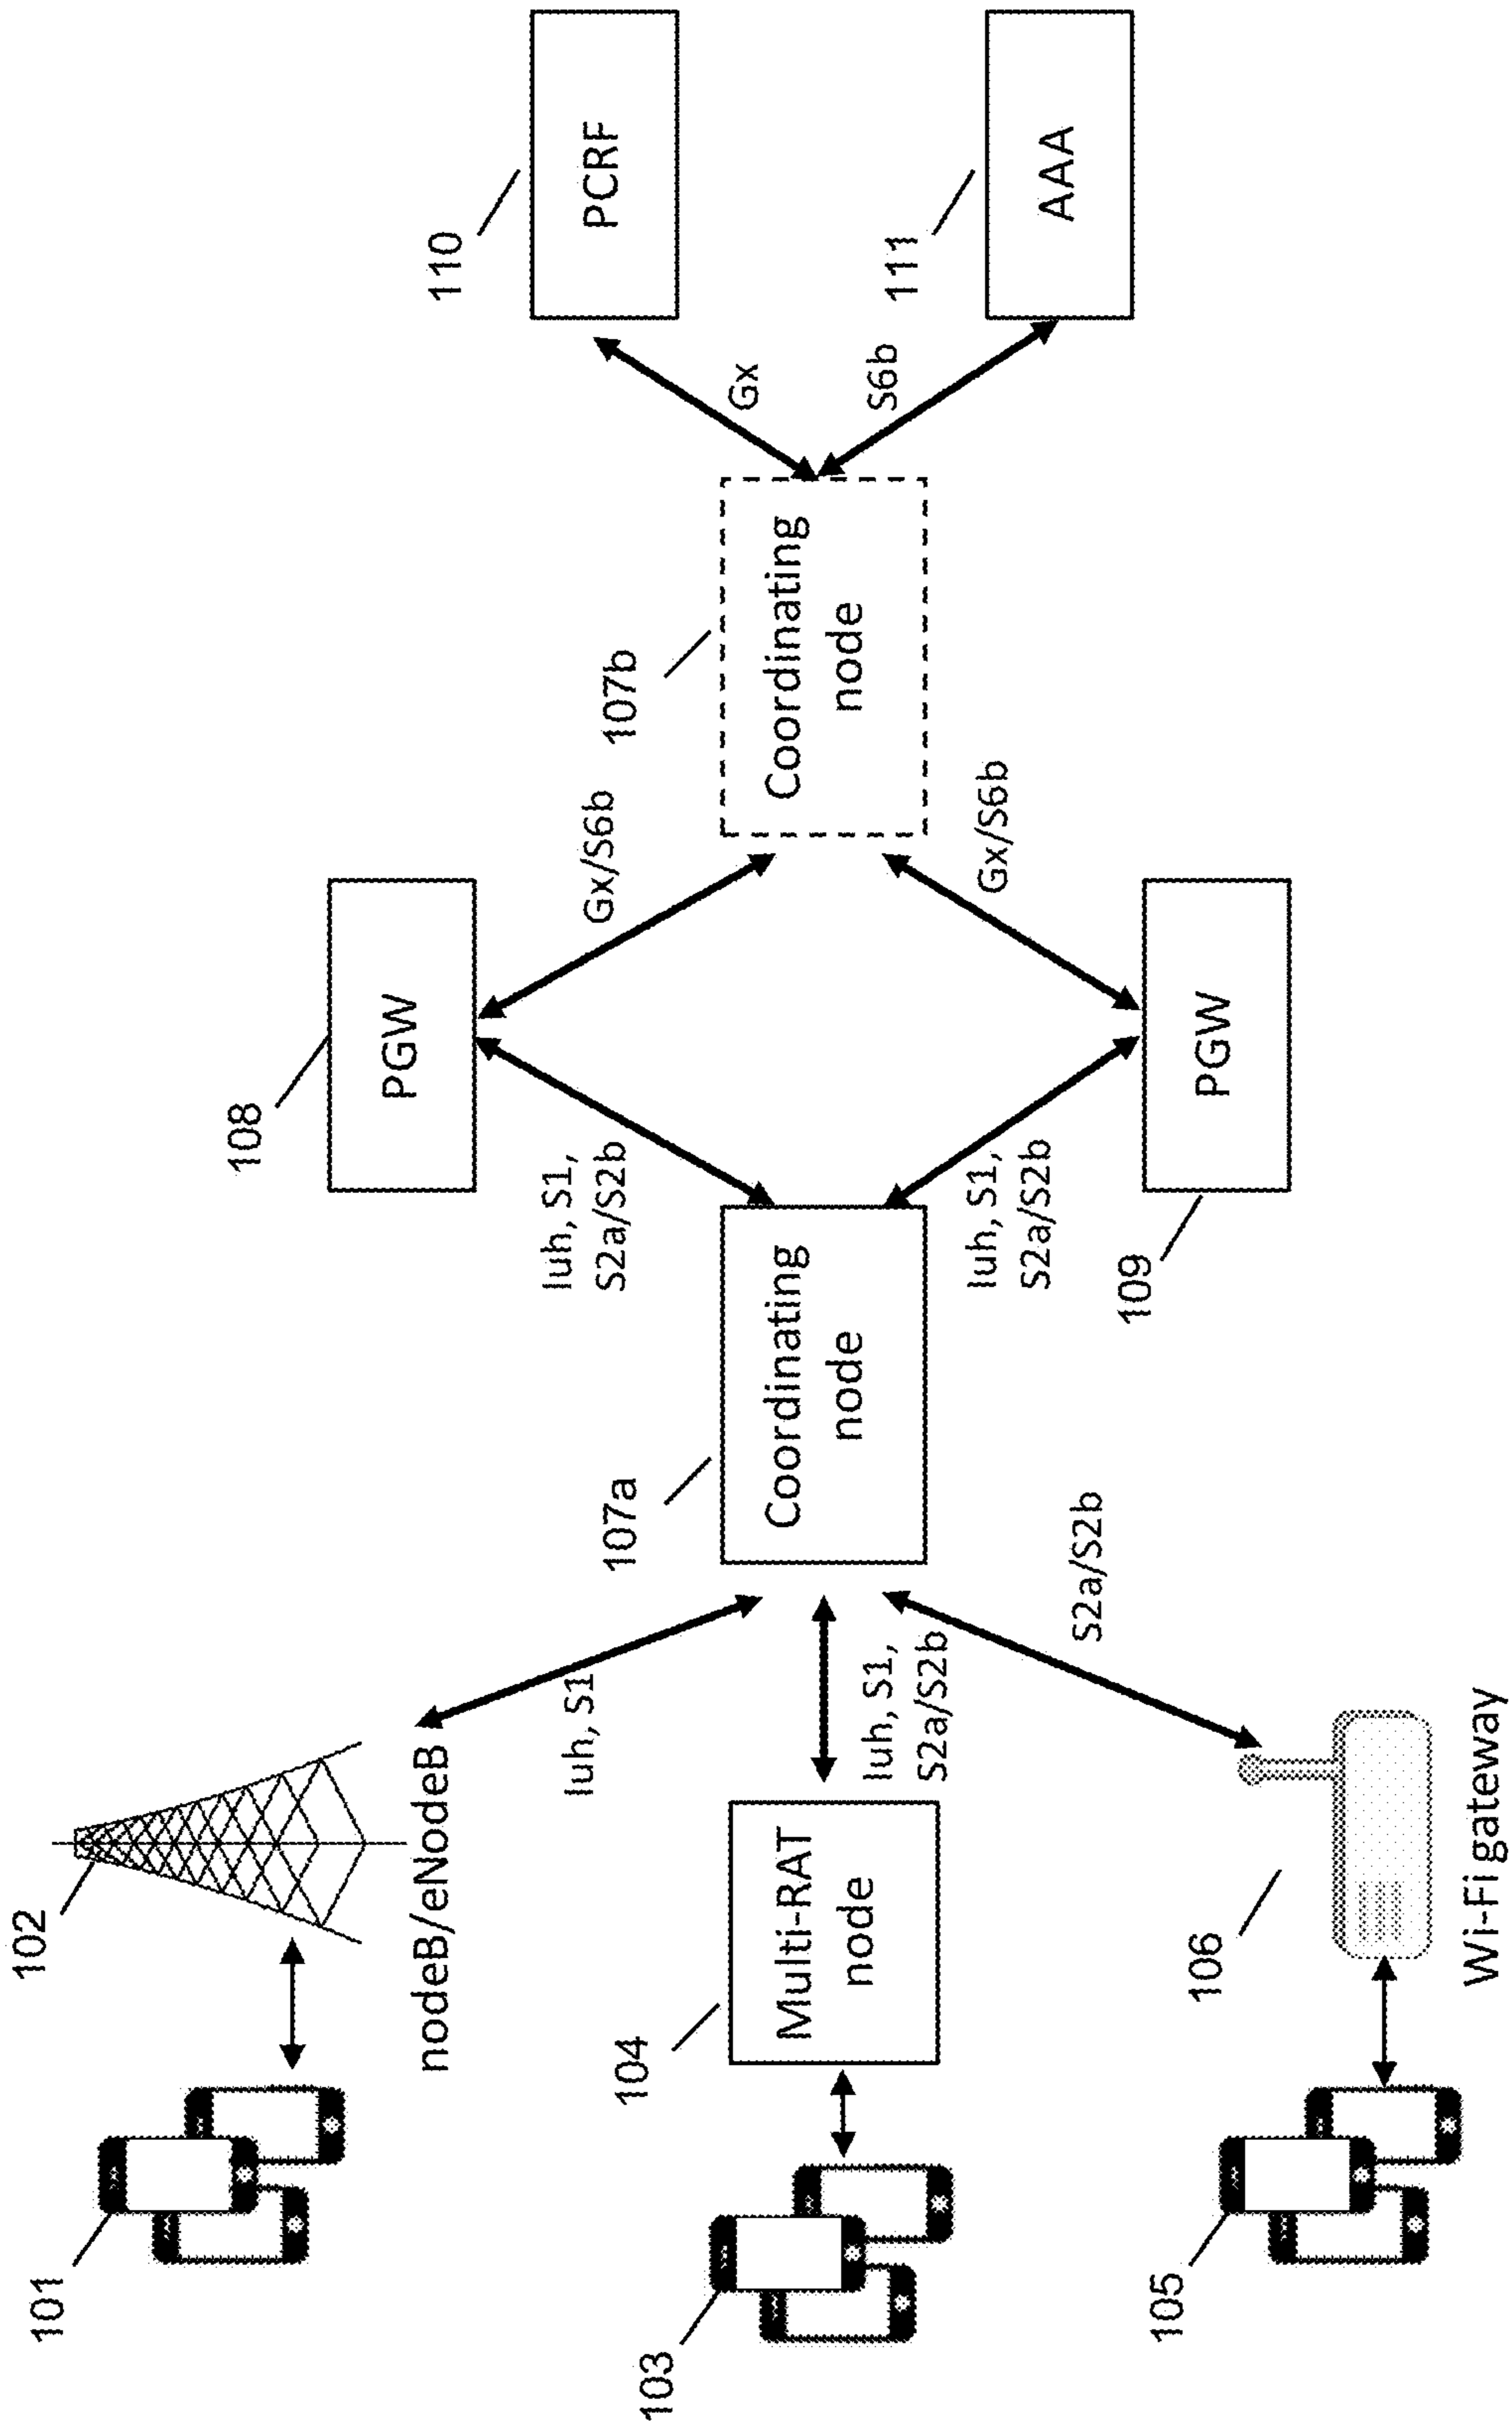 101
102
nodeB/eNodeB
Iuh, S1
103
104
Multi-RAT
node
Iuh, S1,
S2a/S2b
105
106
Wi-Fi gateway
S2a/S2b
107a
Coordinating
node
Iuh, S1,
S2a/S2b
Iuh, S1,
S2a/S2b
108
PGW
109
PGW
Gx/S6b
Gx/S6b
107b
Coordinating
node
Gx
S6b
110
PCRF
111
AAA